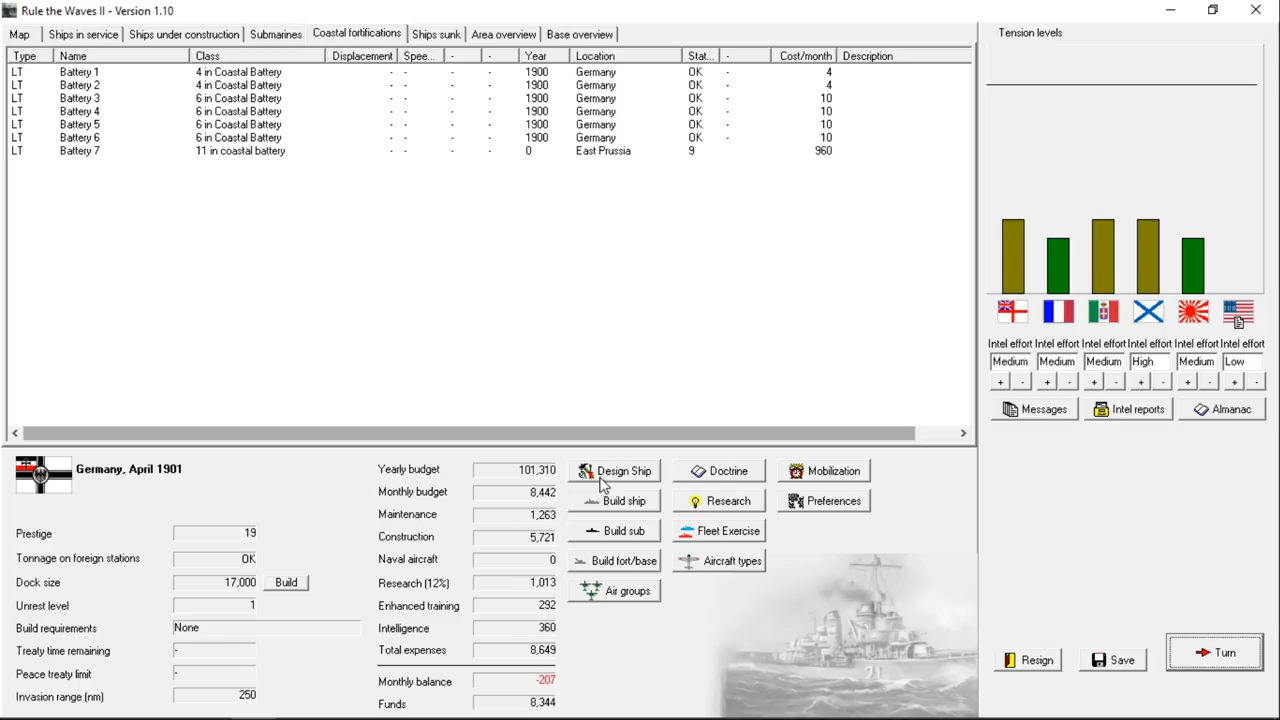 Rule the Waves II - Version 1.10
Map Ships in service Ships under construction Submarines Coastal fortifications Ships sunk Area overview Base overview
Type Name Class Displacement Spee... - - Year Location Stat... - Cost/month Description
LT Battery 1 4 in Coastal Battery - - - - 1900 Germany OK - 4
LT Battery 2 4 in Coastal Battery - - - - 1900 Germany OK - 4
LT Battery 3 6 in Coastal Battery - - - - 1900 Germany OK - 10
LT Battery 4 6 in Coastal Battery - - - - 1900 Germany OK - 10
LT Battery 5 6 in Coastal Battery - - - - 1900 Germany OK - 10
LT Battery 6 6 in Coastal Battery - - - - 1900 Germany OK - 10
LT Battery 7 11 in coastal battery - - - - 0 East Prussia 9 960
Tension levels
Intel effort Intel effort Intel effort Intel effort Intel effort Intel effort
Medium Medium Medium High Medium Low
+ - + - + - + - + - + -
Messages Intel reports Almanac
Germany, April 1901
Prestige 19
Tonnage on foreign stations OK
Dock size 17,000 Build
Unrest level 1
Build requirements None
Treaty time remaining -
Peace treaty limit -
Invasion range (nm) 250
Yearly budget 101,310
Monthly budget 8,442
Maintenance 1,263
Construction 5,721
Naval aircraft 0
Research (12%) 1,013
Enhanced training 292
Intelligence 360
Total expenses 8,649
Monthly balance -207
Funds 8,344
Design Ship Doctrine Mobilization
Build ship Research Preferences
Build sub Fleet Exercise
Build fort/base Aircraft types
Air groups
Resign Save Turn